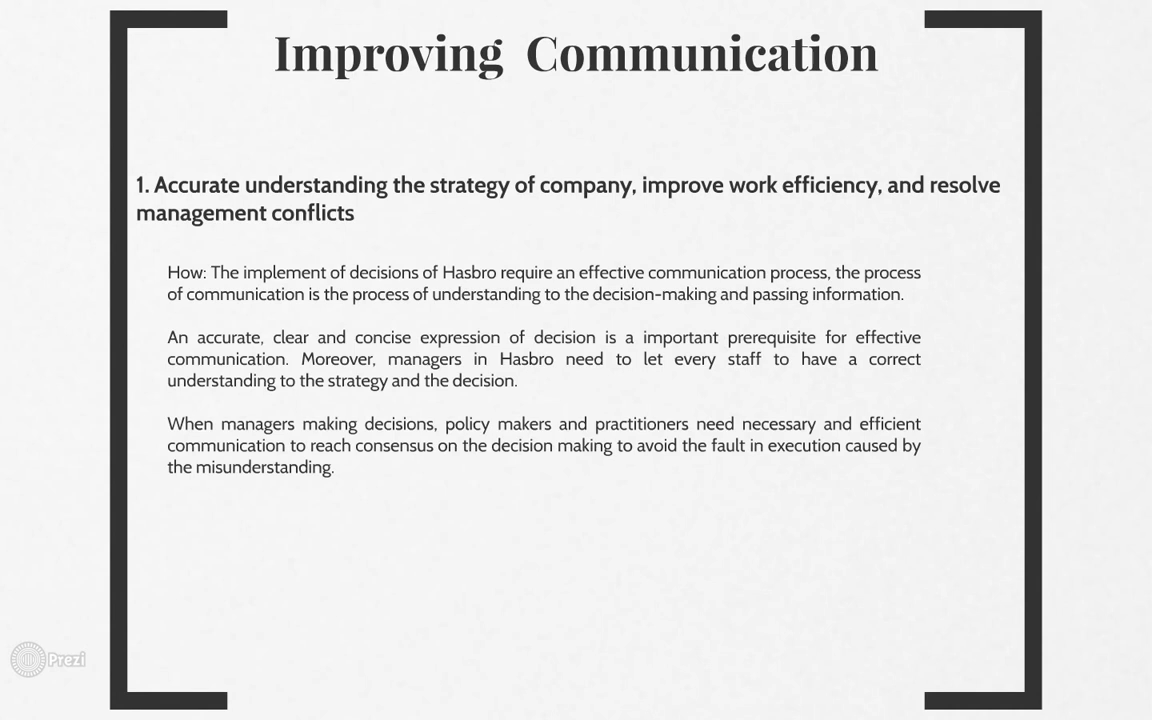 Improving Communication
1. Accurate understanding the strategy of company, improve work efficiency, and resolve
management conflicts
How: The implement of decisions of Hasbro require an effective communication process, the process
of communication is the process of understanding to the decision-making and passing information.
An accurate, clear and concise expression of decision is a important prerequisite for effective
communication. Moreover, managers in Hasbro need to let every staff to have a correct
understanding to the strategy and the decision.
When managers making decisions, policy makers and practitioners need necessary and efficient
communication to reach consensus on the decision making to avoid the fault in execution caused by
the misunderstanding.
Prezi